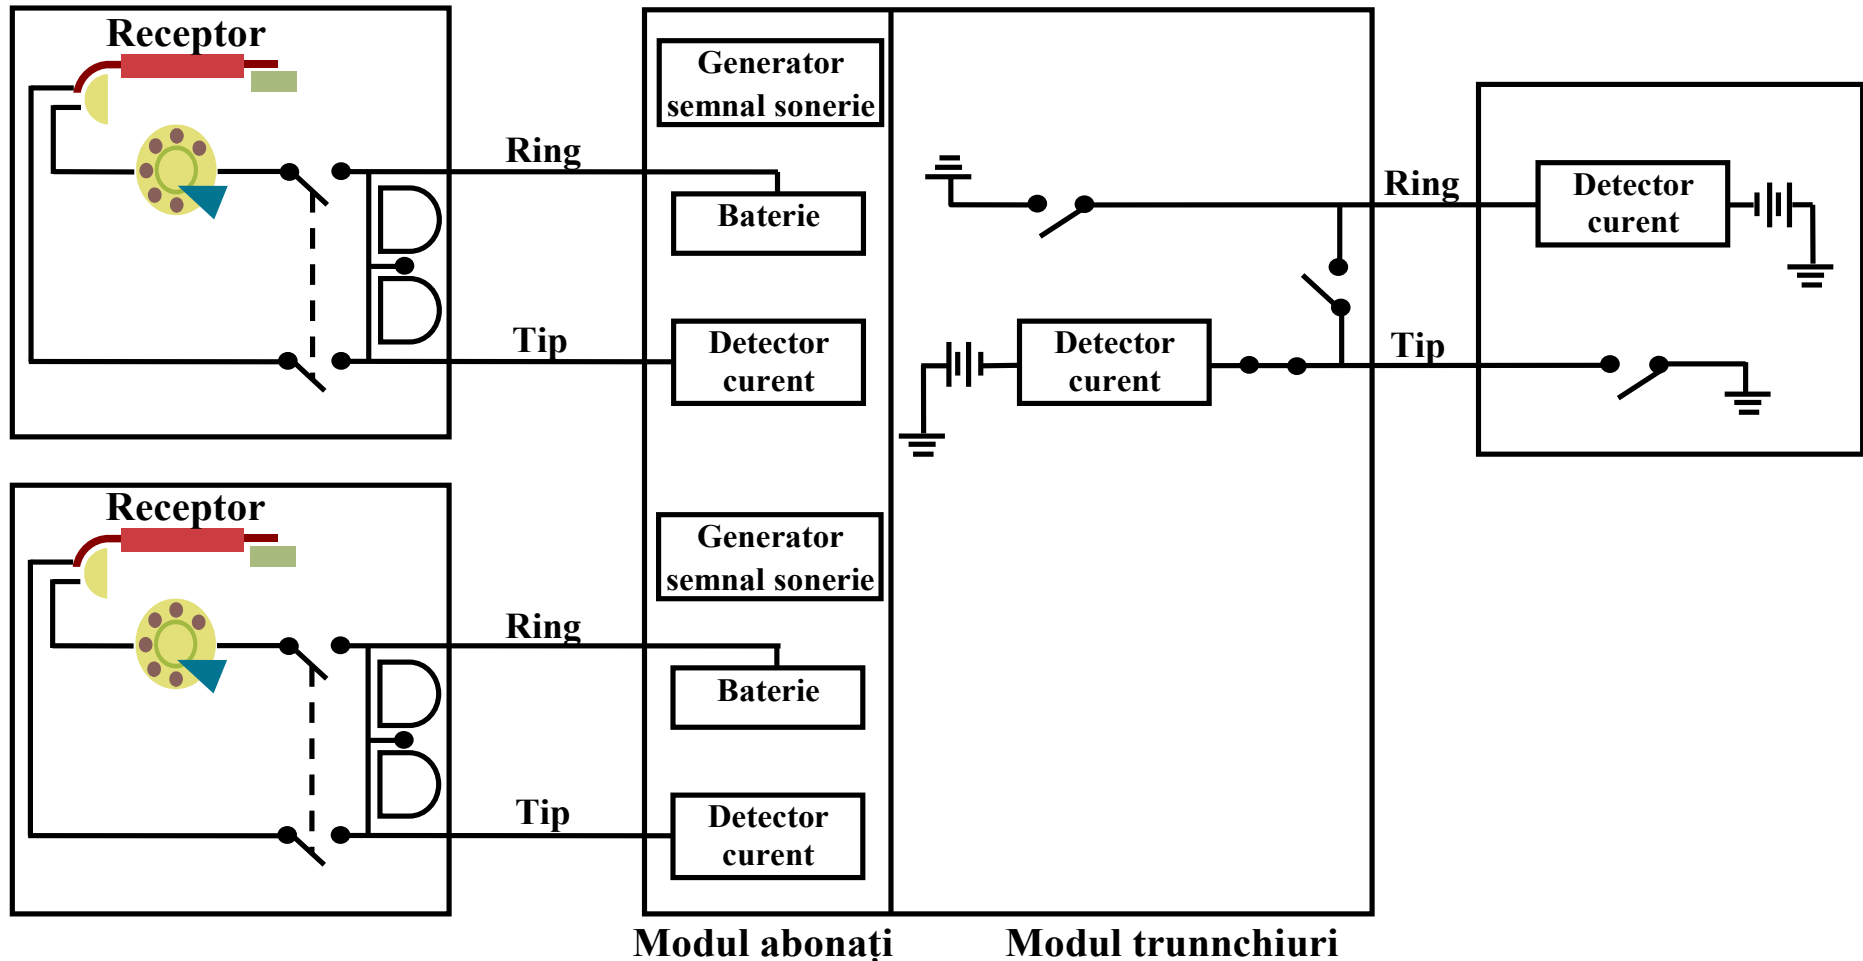 Receptor
Generator
semnal sonerie
Ring
Baterie
Tip
Detector
curent
Ring
Detector
curent
Detector
curent
Tip
Receptor
Generator
semnal sonerie
Ring
Baterie
Tip
Detector
curent
Modul abonați
Modul trunnchiuri